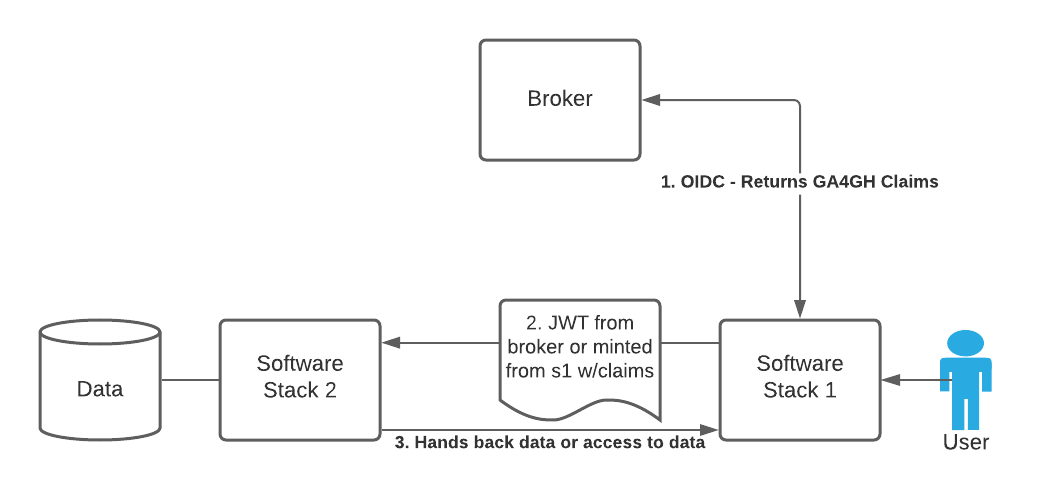 Broker
1. OIDC - Returns GA4GH Claims
2. JWT from
broker or minted
from s1 w/claims
Software
Stack 2
Software
Stack 1
Data
3. Hands back data or access to data
User